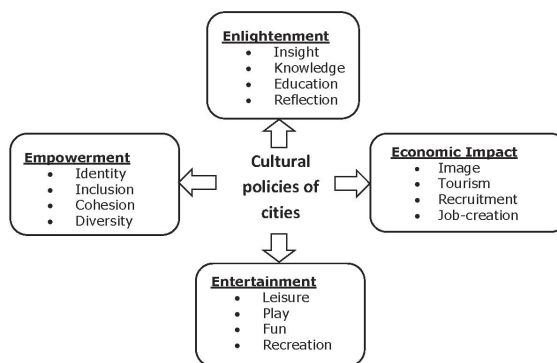 Enlightenment
• Insight
• Knowledge
• Education
• Reflection
Empowerment
• Identity
• Inclusion
• Cohesion
• Diversity
Cultural
policies of
cities
Economic Impact
• Image
• Tourism
• Recruitment
• Job-creation
Entertainment
• Leisure
• Play
• Fun
• Recreation